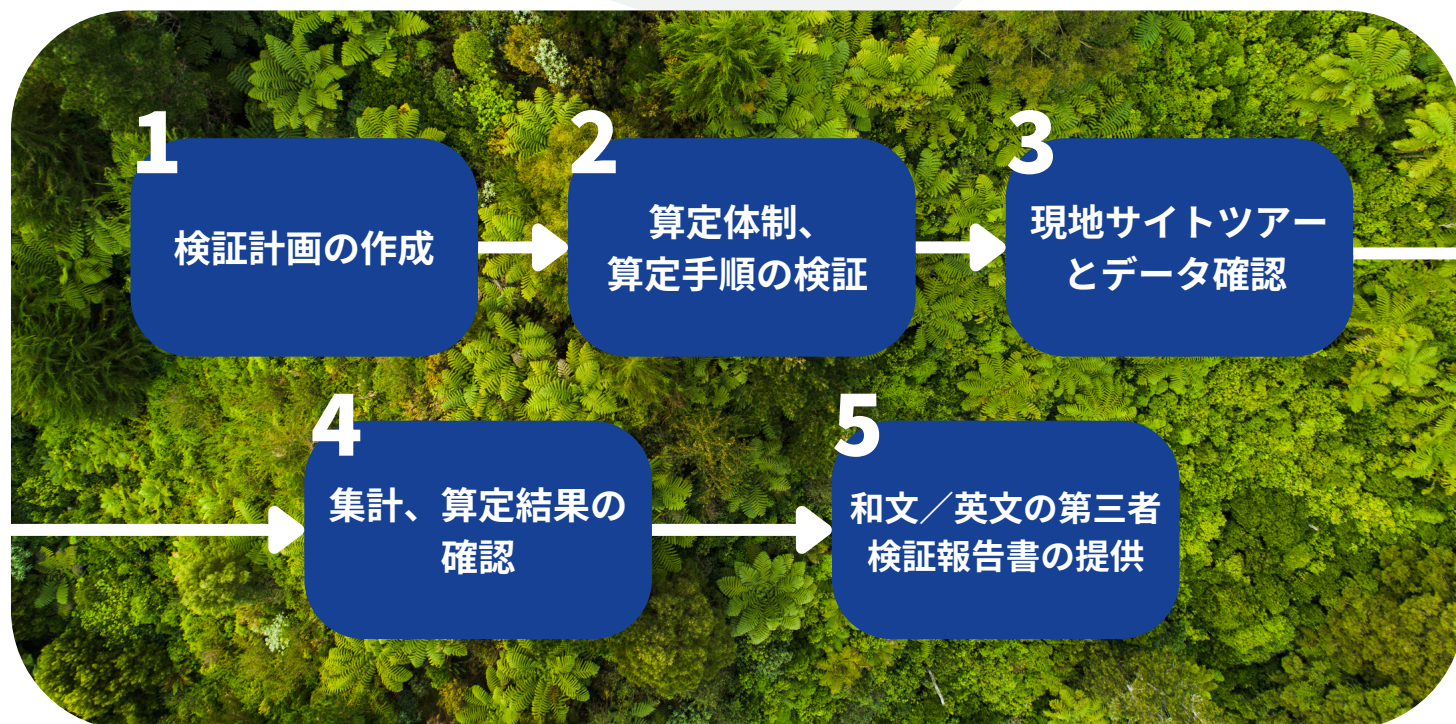 1
検証計画の作成
2
算定体制、
算定手順の検証
3
現地サイトツアー
とデータ確認
4
集計、算定結果の
確認
5
和文／英文の第三者
検証報告書の提供